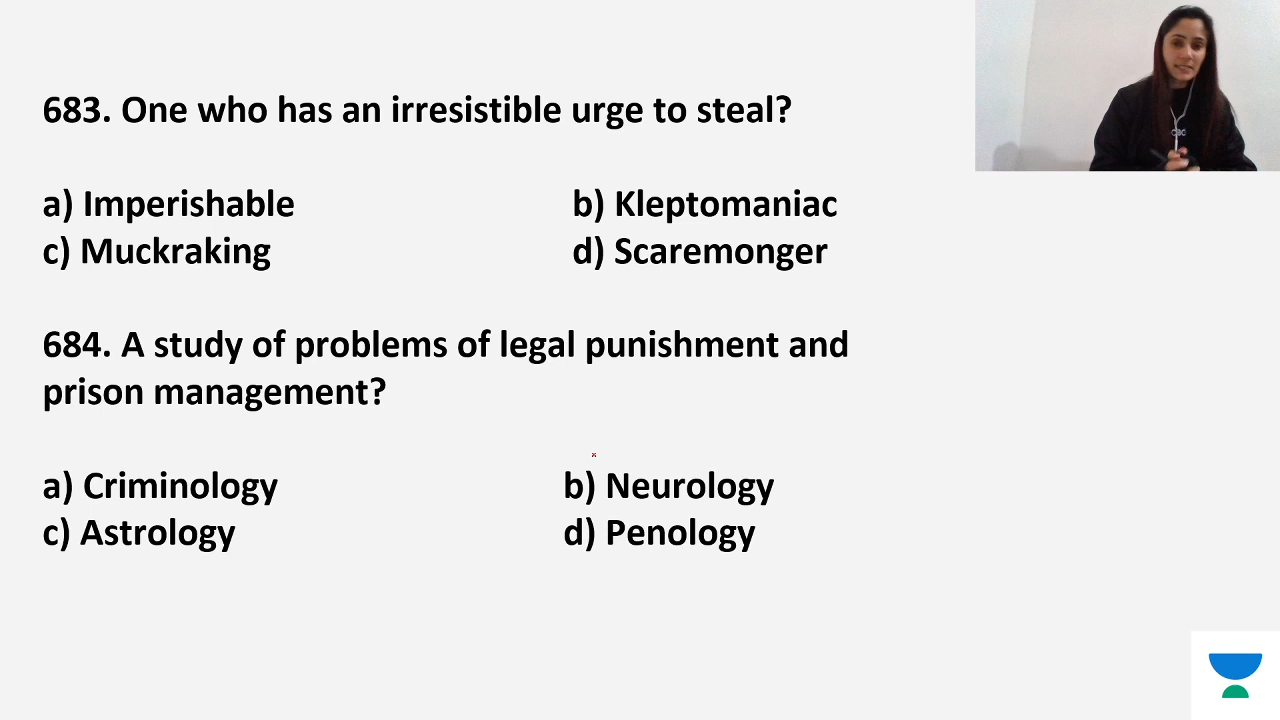 683. One who has an irresistible urge to steal?
a) Imperishable b) Kleptomaniac
c) Muckraking d) Scaremonger
684. A study of problems of legal punishment and
prison management?
a) Criminology b) Neurology
c) Astrology d) Penology